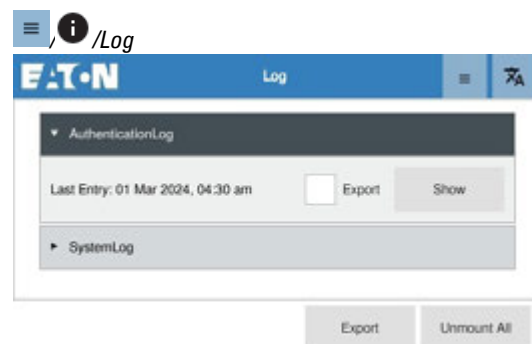 / /Log
EATON Log
AuthenticationLog
Last Entry: 01 Mar 2024, 04:30 am Export Show
SystemLog
Export Unmount All